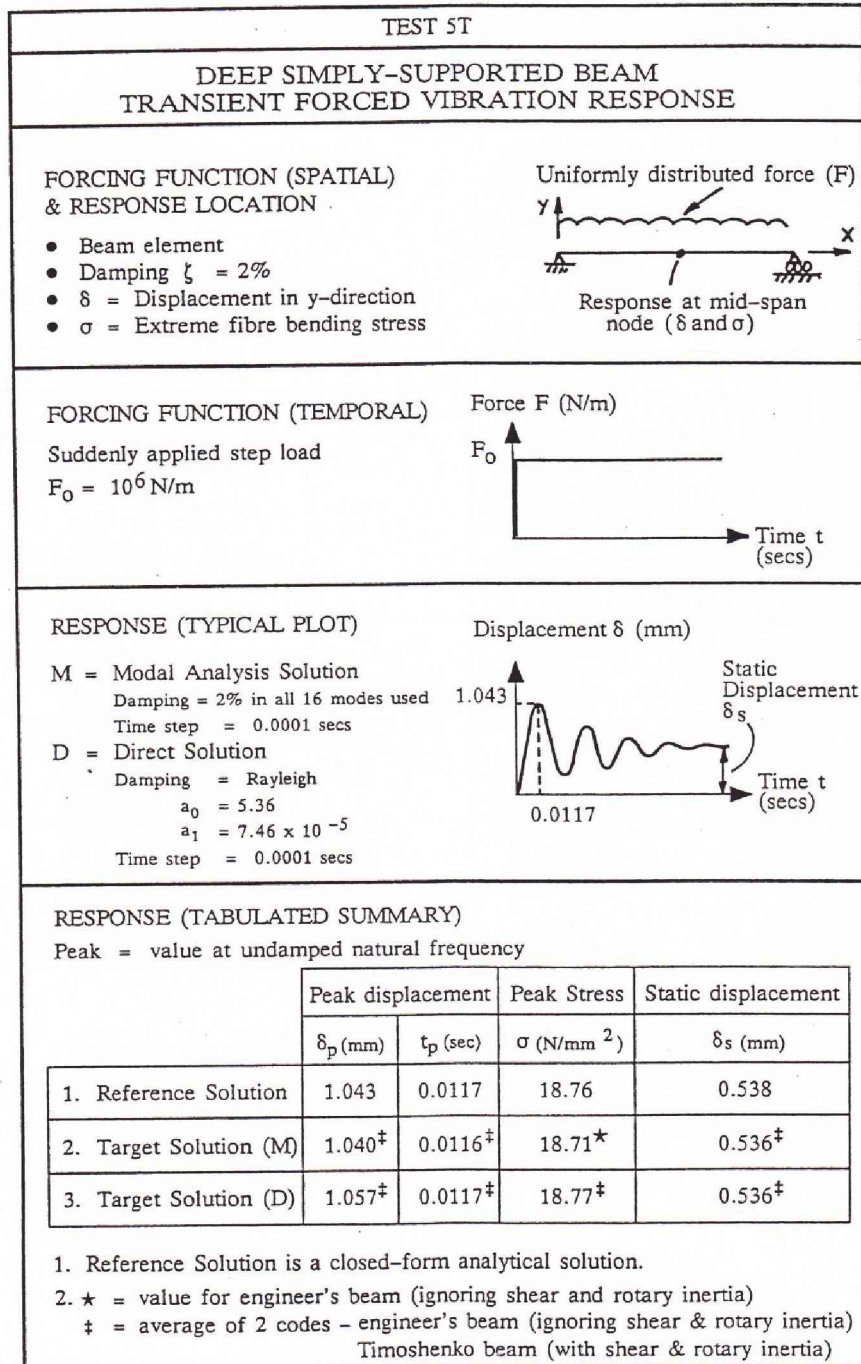 TEST 5T
DEEP SIMPLY-SUPPORTED BEAM
TRANSIENT FORCED VIBRATION RESPONSE
FORCING FUNCTION (SPATIAL)
& RESPONSE LOCATION
• Beam element
• Damping ζ = 2%
• δ = Displacement in y-direction
• σ = Extreme fibre bending stress
Uniformly distributed force (F)
Y
X
Response at mid-span
node (δ and σ)
FORCING FUNCTION (TEMPORAL)
Suddenly applied step load
F₀ = 10⁶ N/m
Force F (N/m)
F₀
Time t
(secs)
RESPONSE (TYPICAL PLOT)
M = Modal Analysis Solution
Damping = 2% in all 16 modes used
Time step = 0.0001 secs
D = Direct Solution
Damping = Rayleigh
a₀ = 5.36
a₁ = 7.46 x 10⁻⁵
Time step = 0.0001 secs
Displacement δ (mm)
1.043
Static
Displacement
δs
Time t
(secs)
0.0117
RESPONSE (TABULATED SUMMARY)
Peak = value at undamped natural frequency
Peak displacement Peak Stress Static displacement
δp (mm) tp (sec) σ (N/mm²) δs (mm)
1. Reference Solution 1.043 0.0117 18.76 0.538
2. Target Solution (M) 1.040‡ 0.0116‡ 18.71★ 0.536‡
3. Target Solution (D) 1.057‡ 0.0117‡ 18.77‡ 0.536‡
1. Reference Solution is a closed-form analytical solution.
2. ★ = value for engineer's beam (ignoring shear and rotary inertia)
‡ = average of 2 codes – engineer's beam (ignoring shear & rotary inertia)
Timoshenko beam (with shear & rotary inertia)